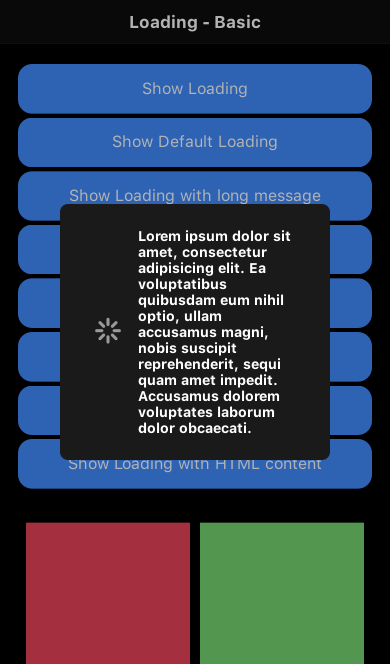 Loading - Basic
Show Loading
Show Default Loading
Show Loading with long message
Lorem ipsum dolor sit
amet, consectetur
adipisicing elit. Ea
voluptatibus
quibusdam eum nihil
optio, ullam
accusamus magni,
nobis suscipit
reprehenderit, sequi
quam amet impedit.
Accusamus dolorem
voluptates laborum
dolor obcaecati.
Show Loading with HTML content